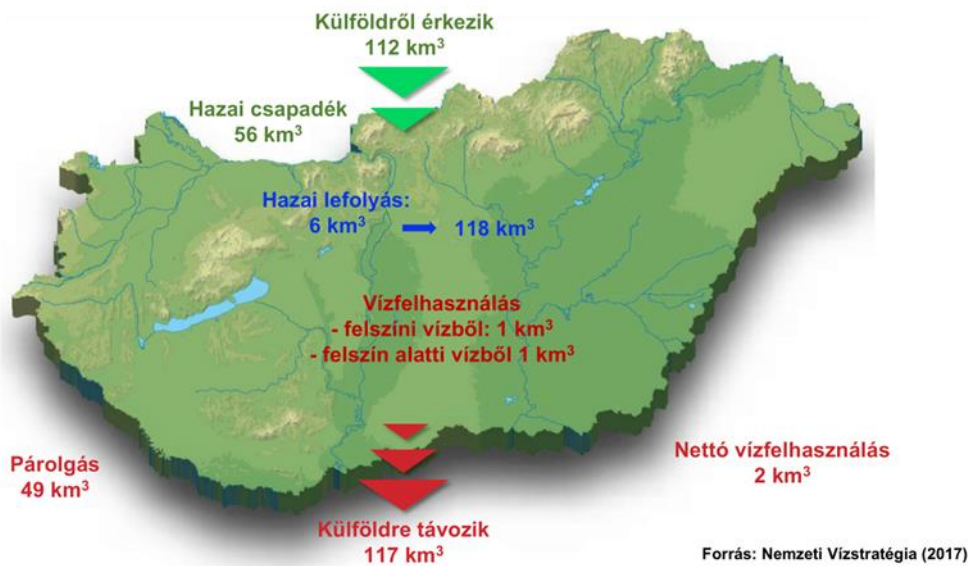 Külföldről érkezik
112 km³
Hazai csapadék
56 km³
Hazai lefolyás:
6 km³ 118 km³
Vízfelhasználás
- felszíni vízből: 1 km³
- felszín alatti vízből 1 km³
Párolgás
49 km³
Nettó vízfelhasználás
2 km³
Külföldre távozik
117 km³
Forrás: Nemzeti Vízstratégia (2017)